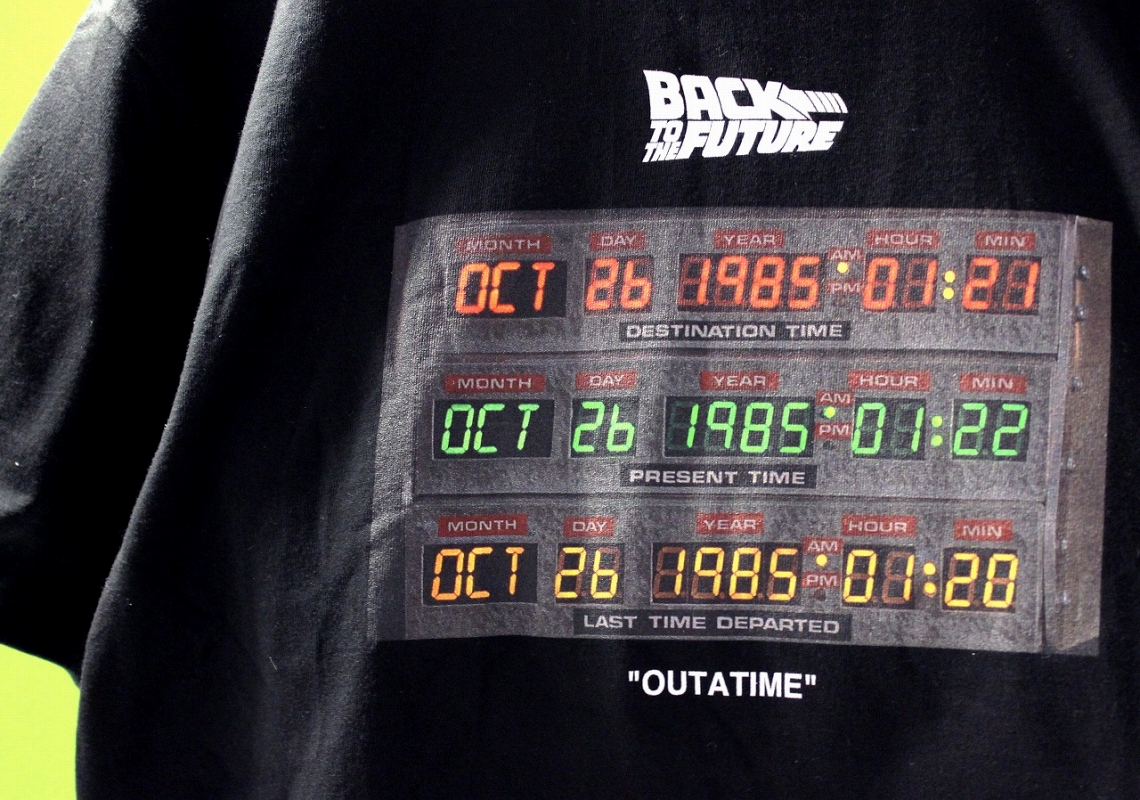 BACK
TO THE FUTURE
MONTH DAY YEAR AM HOUR MIN
OCT 26 1985 PM 01:21
DESTINATION TIME
MONTH DAY YEAR AM HOUR MIN
OCT 26 1985 PM 01:22
PRESENT TIME
MONTH DAY YEAR AM HOUR MIN
OCT 26 1985 PM 01:20
LAST TIME DEPARTED
"OUTATIME"